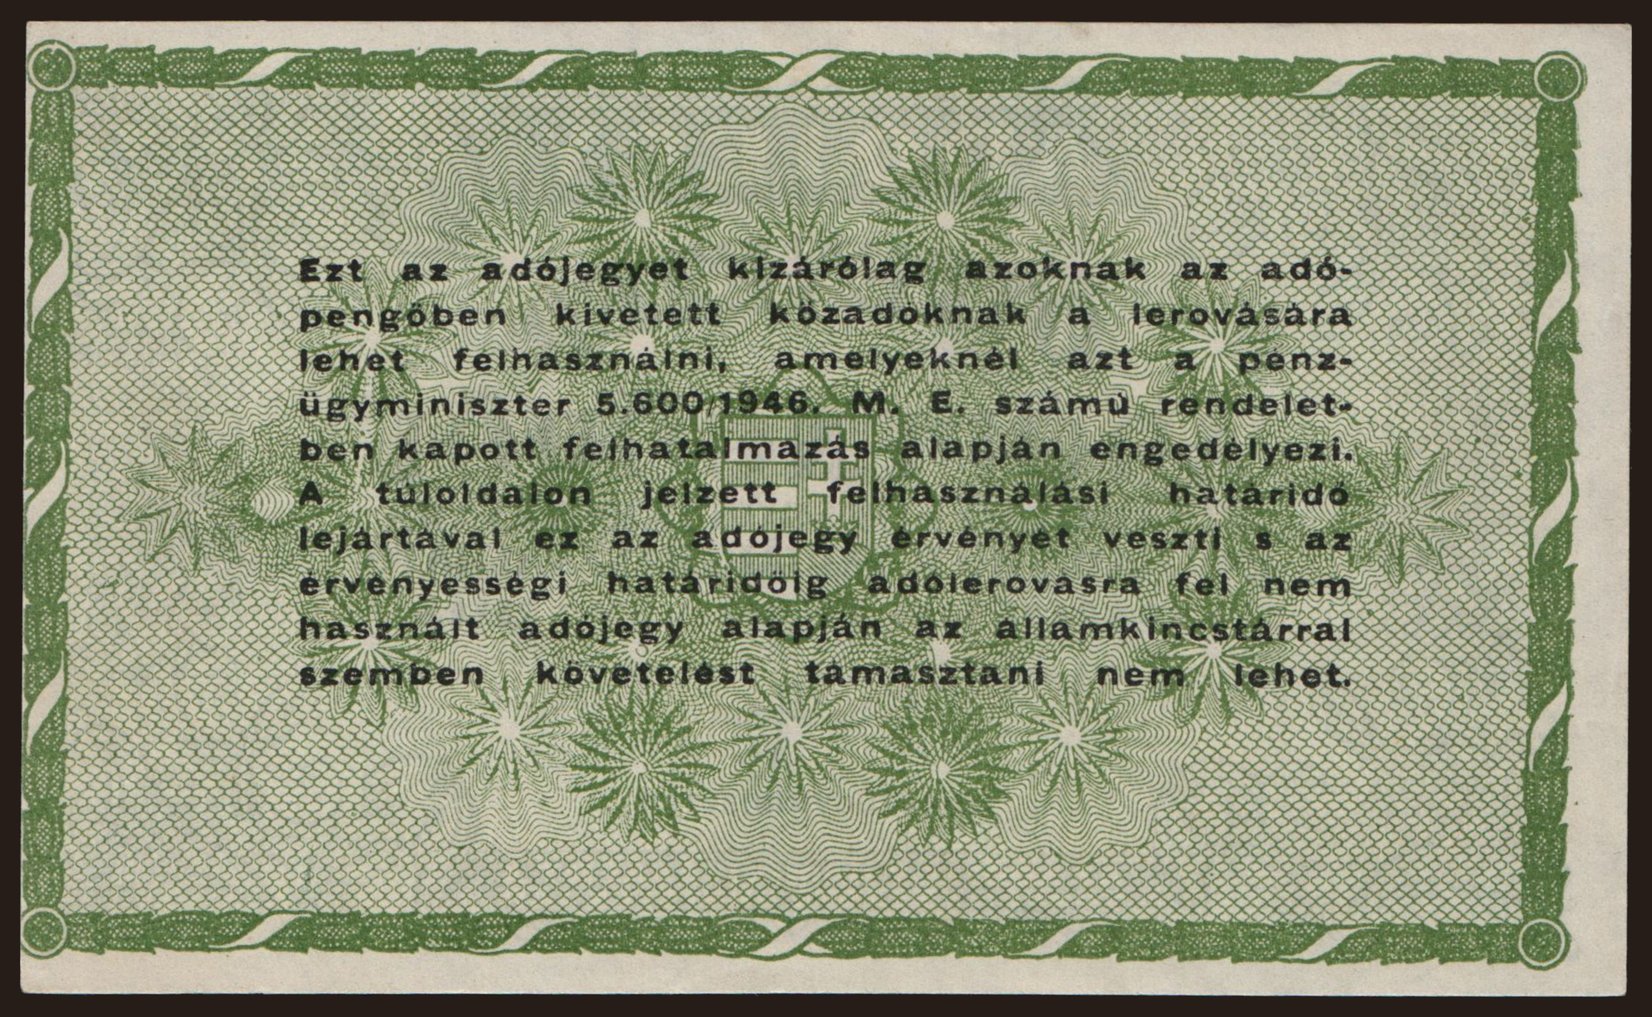 Ezt az adójegyet kizárólag azoknak az adó-
pengőben kivetett közadóknak a lerovására
lehet felhasználni, amelyeknél azt a pénz-
ügyminiszter 5.600/1946. M. E. számú rendelet-
ben kapott felhatalmazás alapján engedélyezi.
A túloldalon jelzett felhasználási határidő
lejártával ez az adójegy érvényét veszti s az
érvényességi határidőig adólerovásra fel nem
használt adójegy alapján az államkincstárral
szemben követelést támasztani nem lehet.